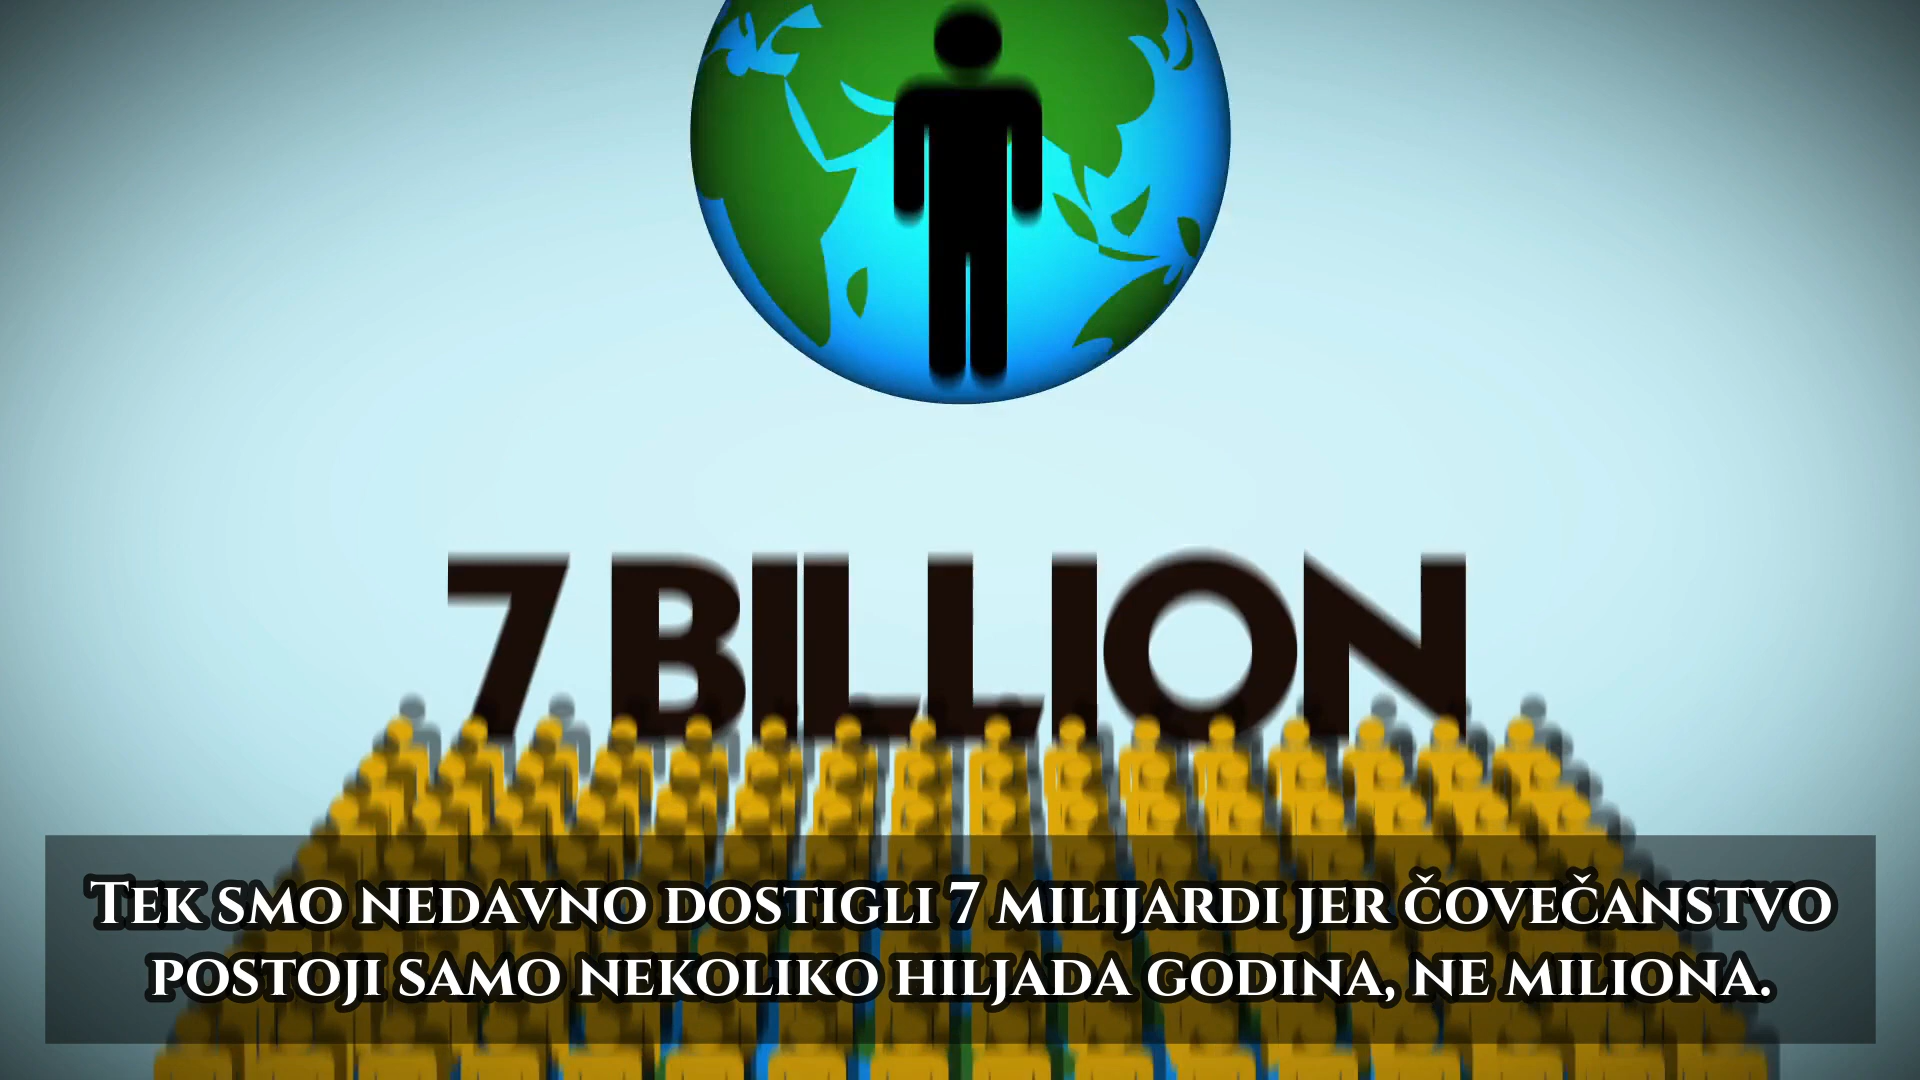 7 BILLION
Tek smo nedavno dostigli 7 milijardi jer čovečanstvo
postoji samo nekoliko hiljada godina, ne miliona.